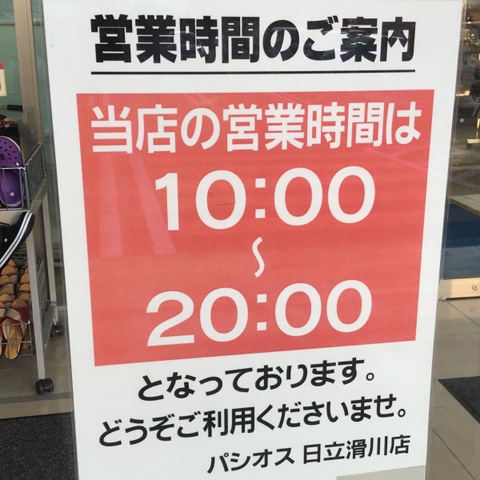 営業時間のご案内
当店の営業時間は
10:00
~
20:00
となっております。
どうぞご利用くださいませ。
パシオス 日立滑川店